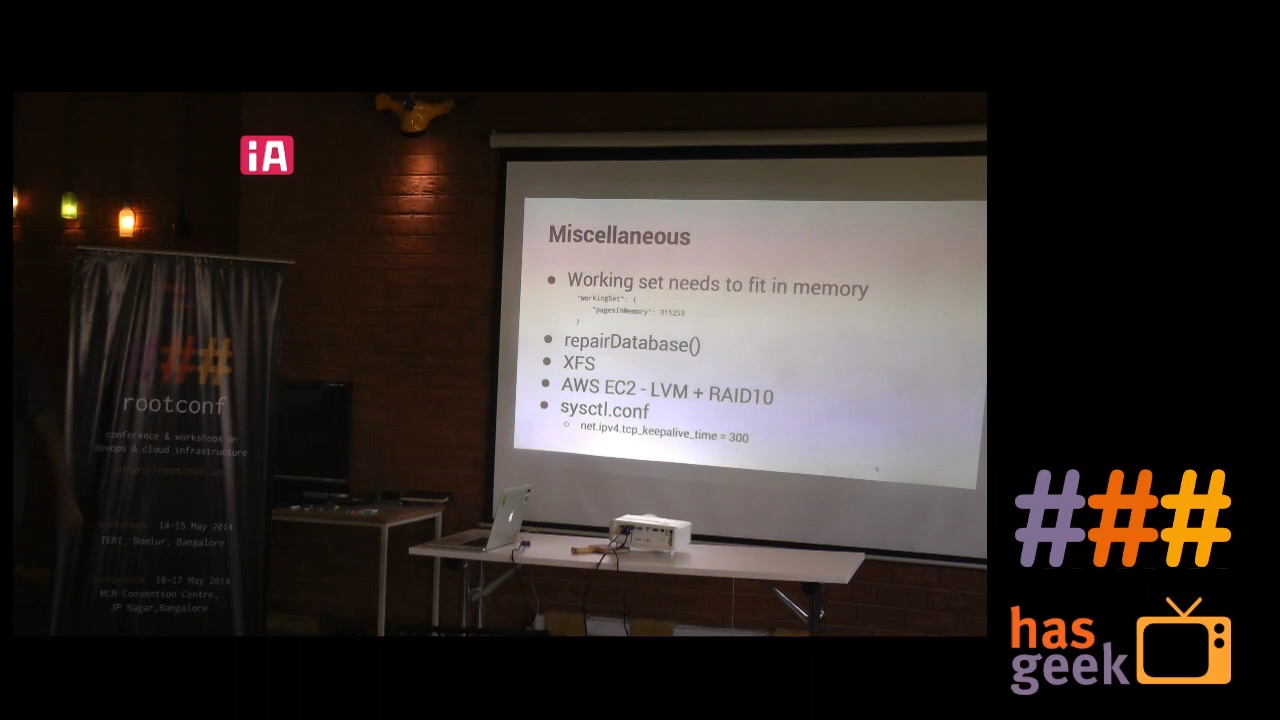 iA
Miscellaneous
Working set needs to fit in memory
"workingSet": {
"pagesInMemory": 315253
}
repairDatabase()
XFS
AWS EC2 - LVM + RAID10
sysctl.conf
net.ipv4.tcp_keepalive_time = 300
###
rootconf
conference & workshops on
devops & cloud infrastructure
14-15 May 2014
TERI, Domlur, Bangalore
16-17 May 2014
MLR Convention Centre,
JP Nagar,Bangalore
###
has
geek